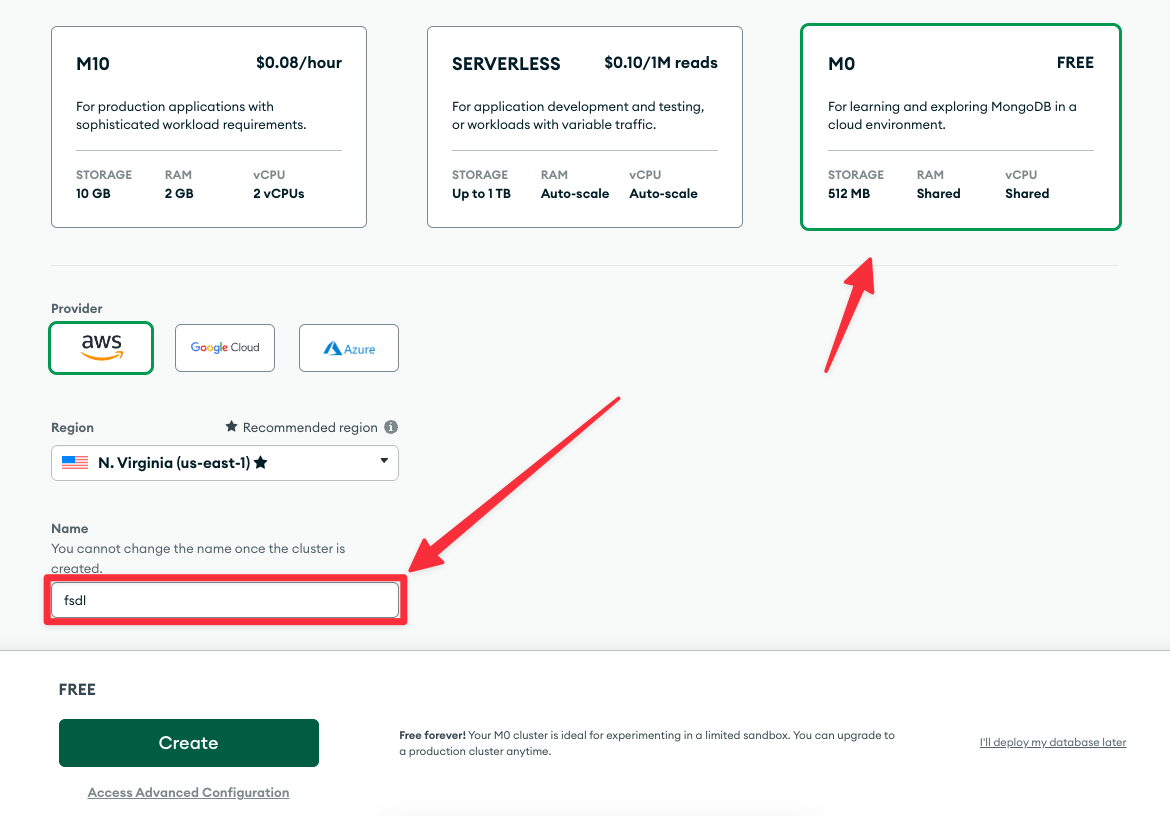 M10 $0.08/hour
For production applications with
sophisticated workload requirements.
STORAGE RAM vCPU
10 GB 2 GB 2 vCPUs
SERVERLESS $0.10/1M reads
For application development and testing,
or workloads with variable traffic.
STORAGE RAM vCPU
Up to 1 TB Auto-scale Auto-scale
M0 FREE
For learning and exploring MongoDB in a
cloud environment.
STORAGE RAM vCPU
512 MB Shared Shared
Provider
aws Google Cloud Azure
Region ★ Recommended region i
N. Virginia (us-east-1) ★
Name
You cannot change the name once the cluster is
created.
fsdl
FREE
Create
Access Advanced Configuration
Free forever! Your M0 cluster is ideal for experimenting in a limited sandbox. You can upgrade to
a production cluster anytime.
I'll deploy my database later